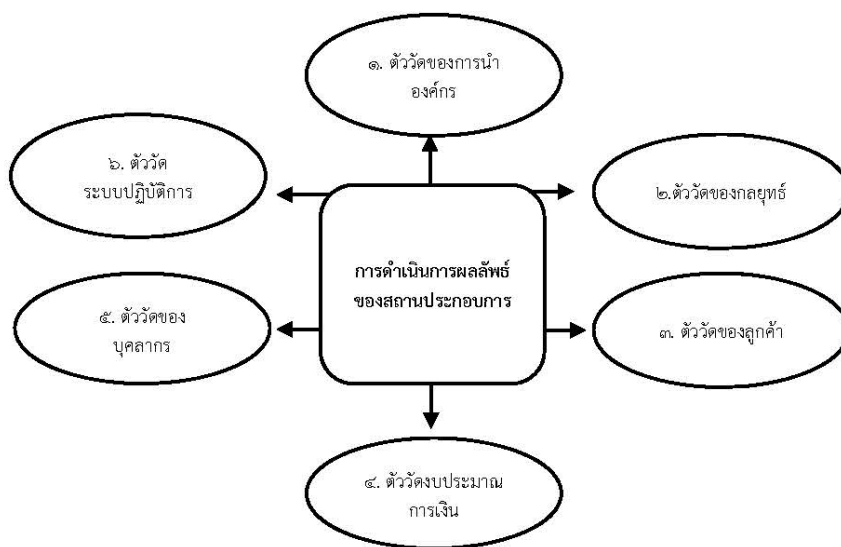 ๑. ตัววัดของการนำ
องค์กร
๒.ตัววัดของกลยุทธ์
๓. ตัววัดของลูกค้า
๔. ตัววัดงบประมาณ
การเงิน
๕. ตัววัดของ
บุคลากร
๖. ตัววัด
ระบบปฏิบัติการ
การดำเนินการผลลัพธ์
ของสถานประกอบการ